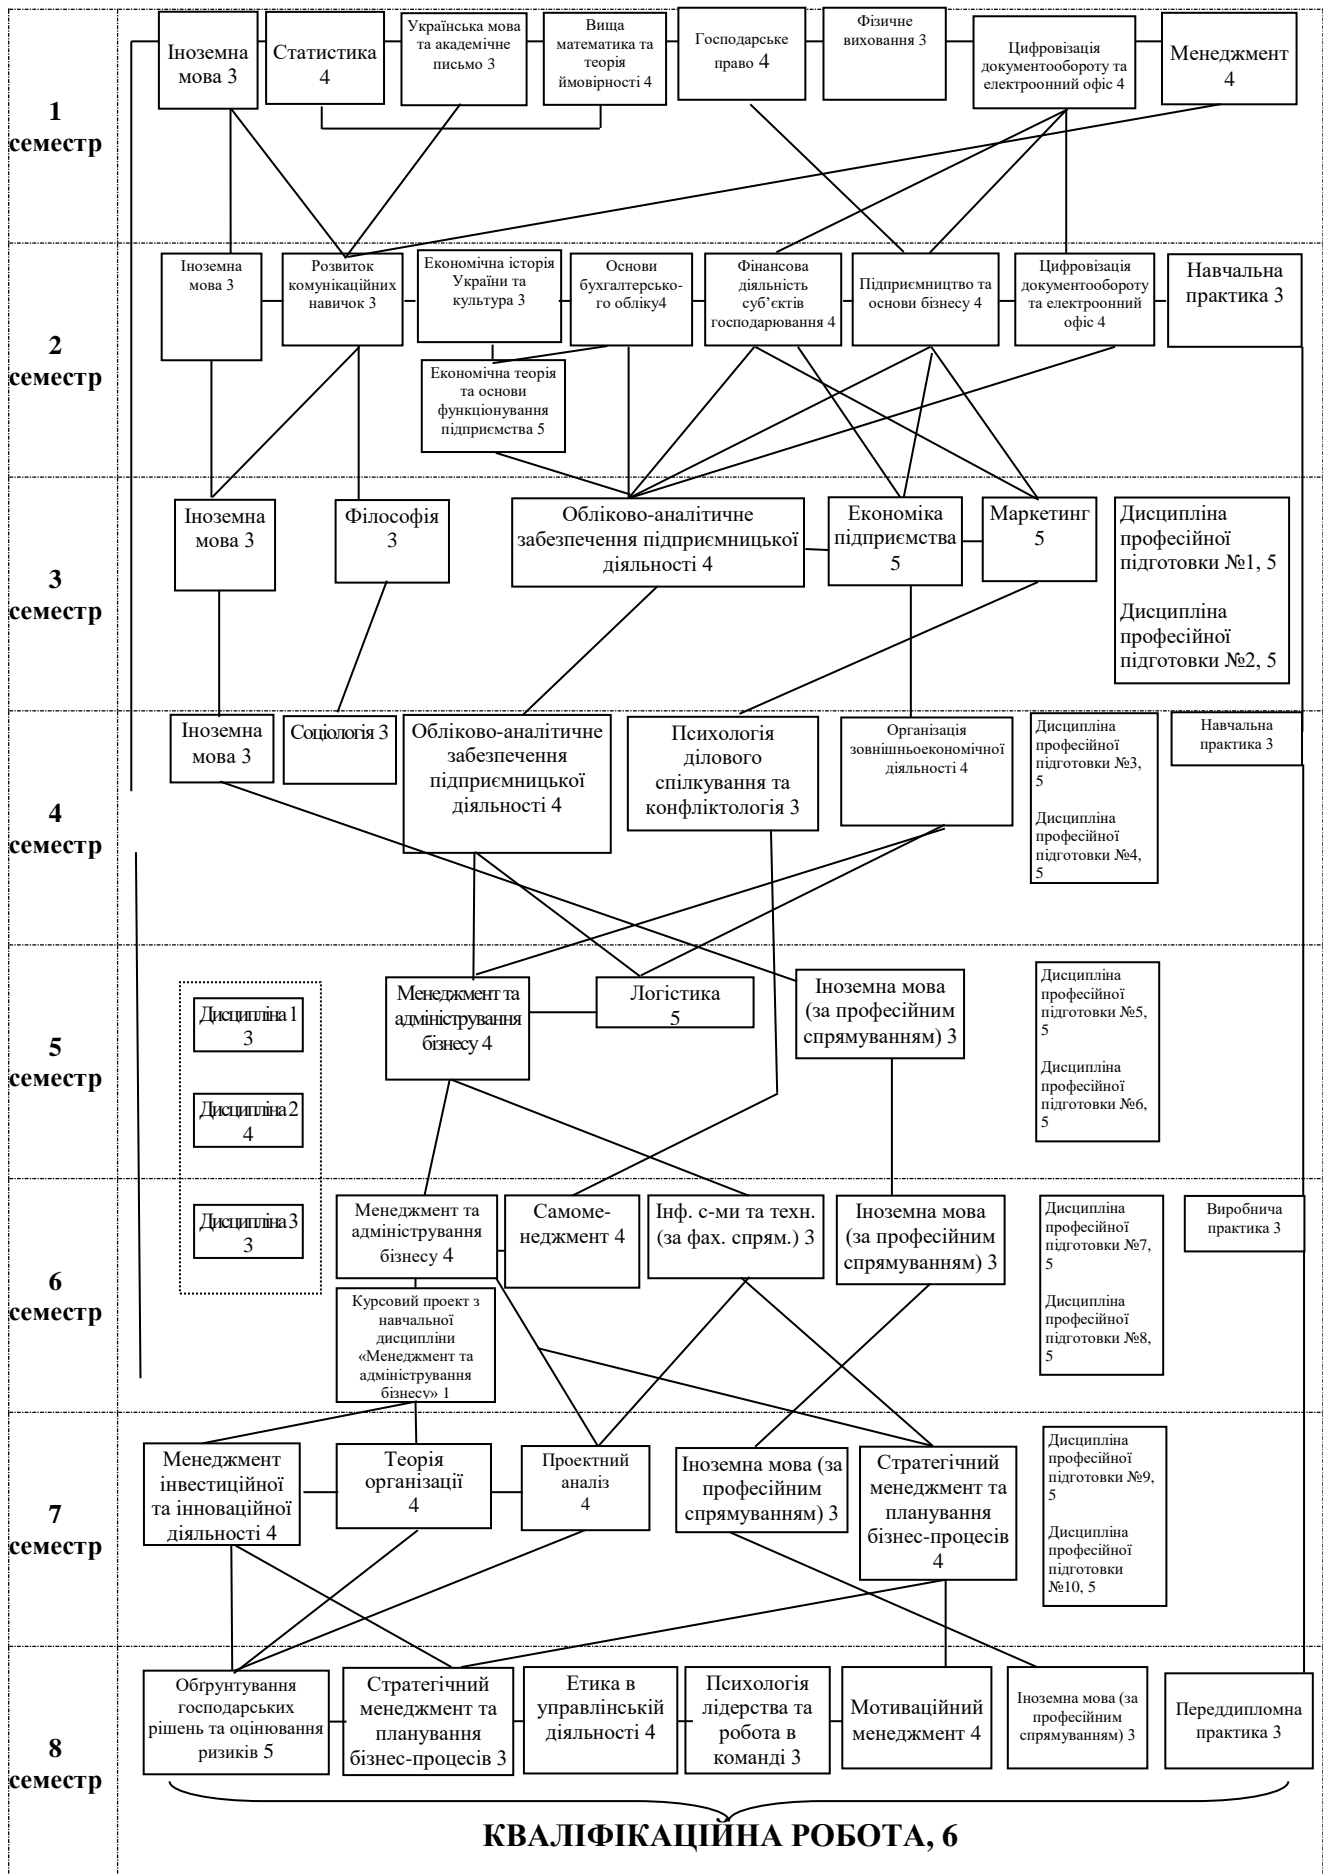 1
семестр
Іноземна
мова 3
Статистика
4
Українська мова
та академічне
письмо 3
Вища
математика та
теорія
ймовірності 4
Господарське
право 4
Фізичне
виховання 3
Цифровізація
документообороту та
електроонний офіс 4
Менеджмент
4
2
семестр
Іноземна
мова 3
Розвиток
комунікаційних
навичок 3
Економічна історія
України та
культура 3
Основи
бухгалтерсько-
го обліку4
Фінансова
діяльність
суб’єктів
господарювання 4
Підприємництво та
основи бізнесу 4
Цифровізація
документообороту
та електроонний
офіс 4
Навчальна
практика 3
Економічна теорія
та основи
функціонування
підприємства 5
3
семестр
Іноземна
мова 3
Філософія
3
Обліково-аналітичне
забезпечення підприємницької
діяльності 4
Економіка
підприємства
5
Маркетинг
5
Дисципліна
професійної
підготовки №1, 5
Дисципліна
професійної
підготовки №2, 5
4
семестр
Іноземна
мова 3
Соціологія 3
Обліково-аналітичне
забезпечення
підприємницької
діяльності 4
Психологія
ділового
спілкування та
конфліктологія 3
Організація
зовнішньоекономічної
діяльності 4
Дисципліна
професійної
підготовки №3,
5
Дисципліна
професійної
підготовки №4,
5
Навчальна
практика 3
5
семестр
Дисципліна 1
3
Дисципліна 2
4
Менеджмент та
адміністрування
бізнесу 4
Логістика
5
Іноземна мова
(за професійним
спрямуванням) 3
Дисципліна
професійної
підготовки №5,
5
Дисципліна
професійної
підготовки №6,
5
6
семестр
Дисципліна 3
3
Менеджмент та
адміністрування
бізнесу 4
Самоме-
неджмент 4
Інф. с-ми та техн.
(за фах. спрям.) 3
Іноземна мова
(за професійним
спрямуванням) 3
Дисципліна
професійної
підготовки №7,
5
Дисципліна
професійної
підготовки №8,
5
Виробнича
практика 3
Курсовий проект з
навчальної
дисципліни
«Менеджмент та
адміністрування
бізнесу» 1
7
семестр
Менеджмент
інвестиційної
та інноваційної
діяльності 4
Теорія
організації
4
Проектний
аналіз
4
Іноземна мова (за
професійним
спрямуванням) 3
Стратегічний
менеджмент та
планування
бізнес-процесів
4
Дисципліна
професійної
підготовки №9,
5
Дисципліна
професійної
підготовки
№10, 5
8
семестр
Обґрунтування
господарських
рішень та оцінювання
ризиків 5
Стратегічний
менеджмент та
планування
бізнес-процесів 3
Етика в
управлінській
діяльності 4
Психологія
лідерства та
робота в
команді 3
Мотиваційний
менеджмент 4
Іноземна мова (за
професійним
спрямуванням) 3
Переддипломна
практика 3
КВАЛІФІКАЦІЙНА РОБОТА, 6